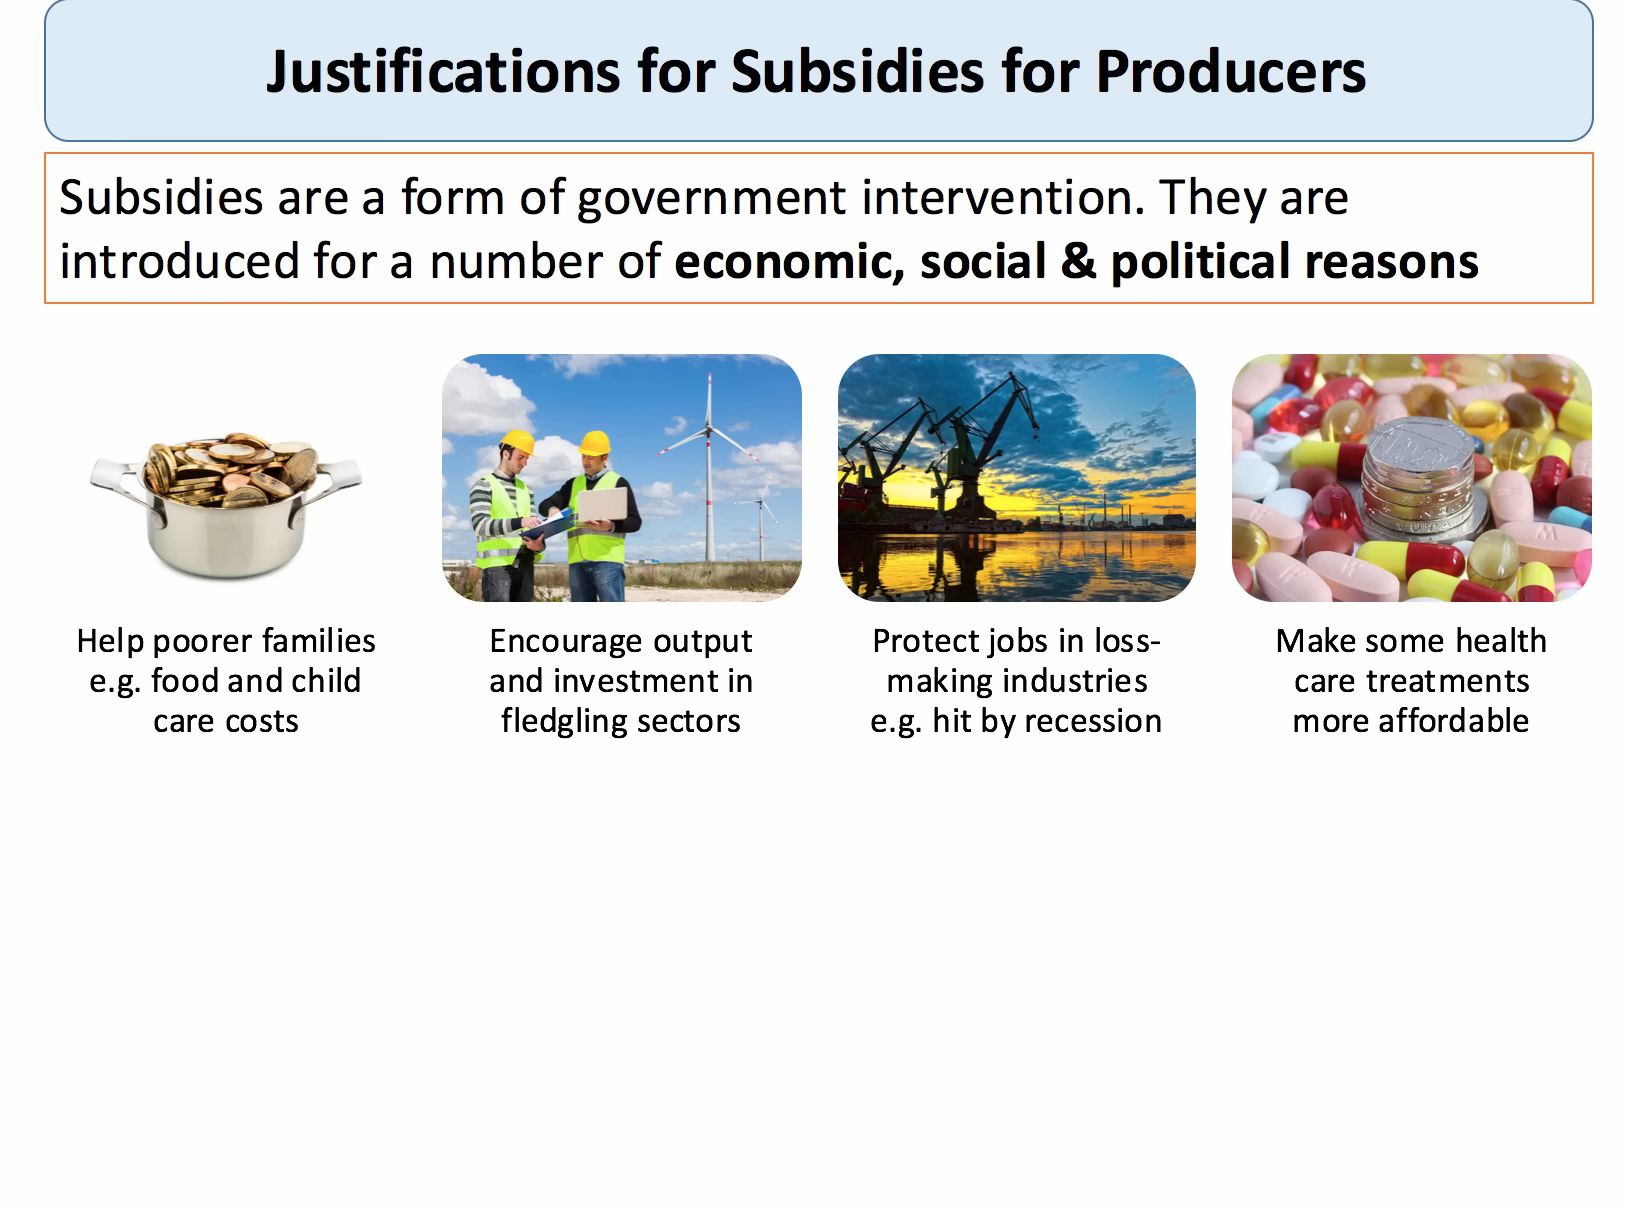 Justifications for Subsidies for Producers
Subsidies are a form of government intervention. They are
introduced for a number of economic, social & political reasons
Help poorer families
e.g. food and child
care costs
Encourage output
and investment in
fledgling sectors
Protect jobs in loss-
making industries
e.g. hit by recession
Make some health
care treatments
more affordable